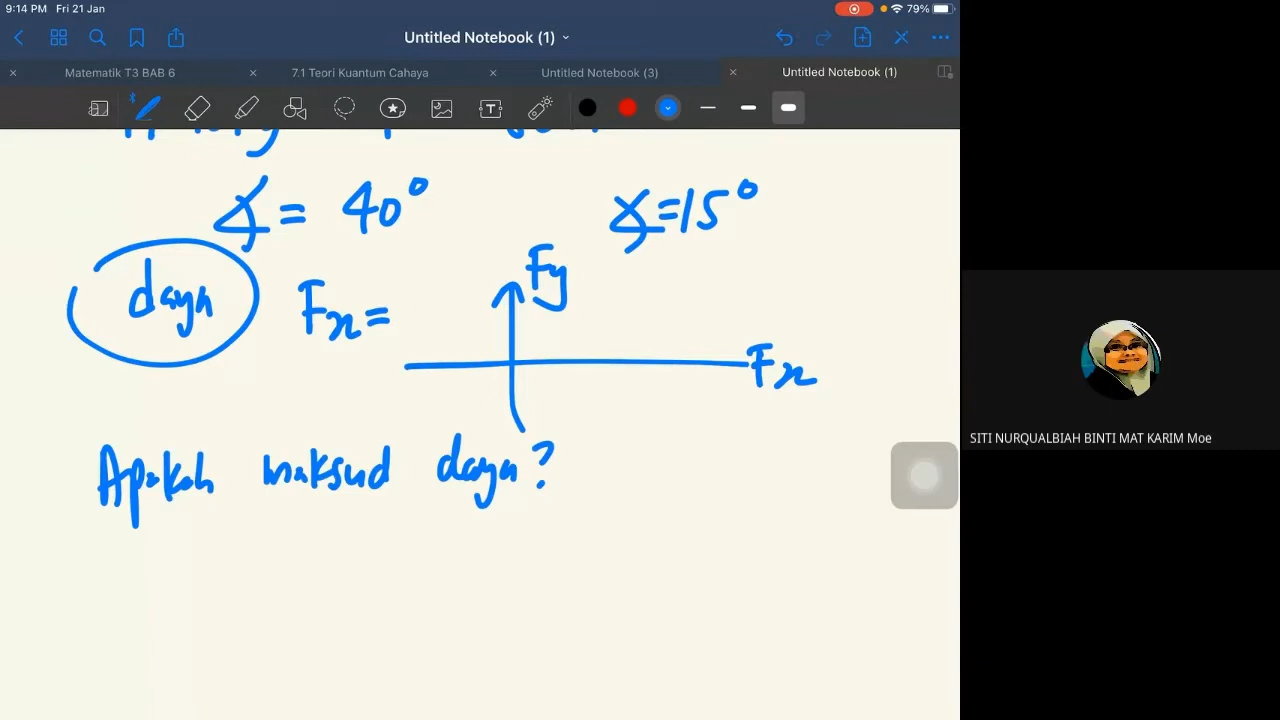 9:14 PM Fri 21 Jan
79%
Untitled Notebook (1)
Matematik T3 BAB 6
7.1 Teori Kuantum Cahaya
Untitled Notebook (3)
Untitled Notebook (1)
∡ = 40°
∡=15°
daya
Fx=
Fy
Fx
Apakah maksud daya?
SITI NURQUALBIAH BINTI MAT KARIM Moe